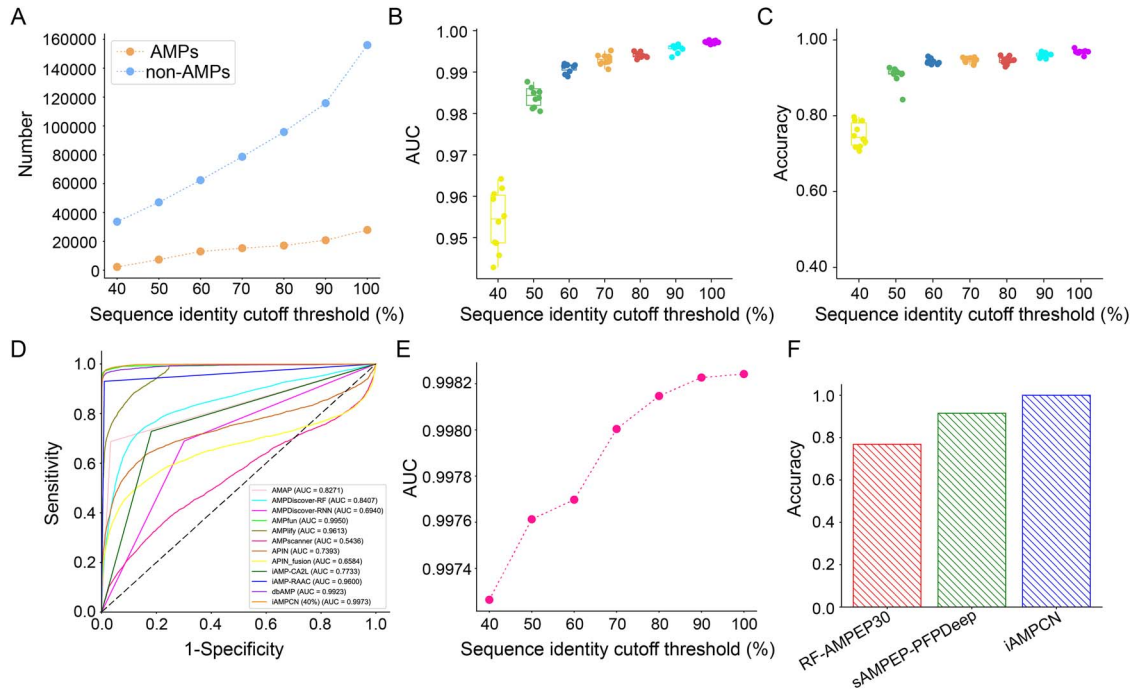 A
AMPs
non-AMPs
160000
140000
120000
100000
80000
60000
40000
20000
0
Number
40 50 60 70 80 90 100
Sequence identity cutoff threshold (%)
B
1.00
0.99
0.98
0.97
0.96
0.95
AUC
40 50 60 70 80 90 100
Sequence identity cutoff threshold (%)
C
1.00
0.80
0.60
0.40
Accuracy
40 50 60 70 80 90 100
Sequence identity cutoff threshold (%)
D
1.0
0.8
0.6
0.4
0.2
0.0
Sensitivity
AMAP (AUC = 0.8271)
AMPDiscover-RF (AUC = 0.8407)
AMPDiscover-RNN (AUC = 0.6940)
AMPfun (AUC = 0.9950)
AMPlify (AUC = 0.9613)
AMPscanner (AUC = 0.5436)
APIN (AUC = 0.7393)
APIN_fusion (AUC = 0.6584)
iAMP-CA2L (AUC = 0.7733)
iAMP-RAAC (AUC = 0.9600)
dbAMP (AUC = 0.9923)
iAMPCN (40%) (AUC = 0.9973)
0.0 0.2 0.4 0.6 0.8 1.0
1-Specificity
E
0.9982
0.9980
0.9978
0.9976
0.9974
AUC
40 50 60 70 80 90 100
Sequence identity cutoff threshold (%)
F
1.0
0.8
0.6
0.4
0.2
0.0
Accuracy
RF-AMPEP30
sAMPEP-PFPDeep
iAMPCN